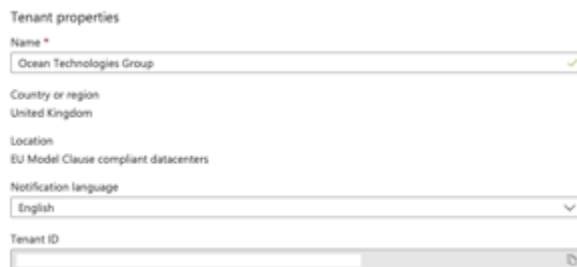 Tenant properties
Name *
Ocean Technologies Group
Country or region
United Kingdom
Location
EU Model Clause compliant datacenters
Notification language
English
Tenant ID